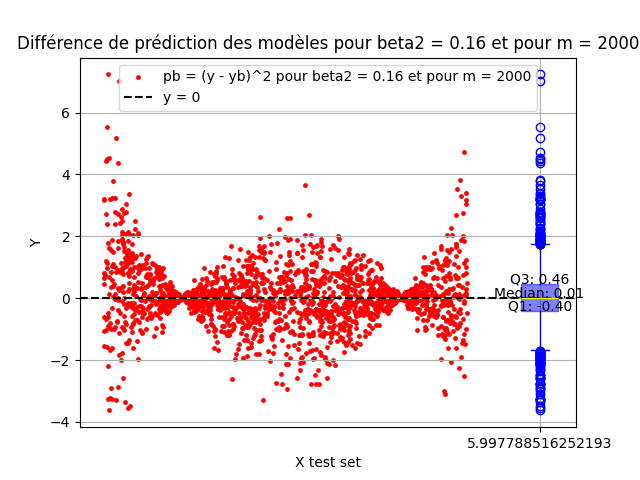 Différence de prédiction des modèles pour beta2 = 0.16 et pour m = 2000
pb = (y - yb)^2 pour beta2 = 0.16 et pour m = 2000
y = 0
6
4
2
0
−2
−4
Y
Q3: 0.46
Median: 0.01
Q1: -0.40
5.997788516252193
X test set